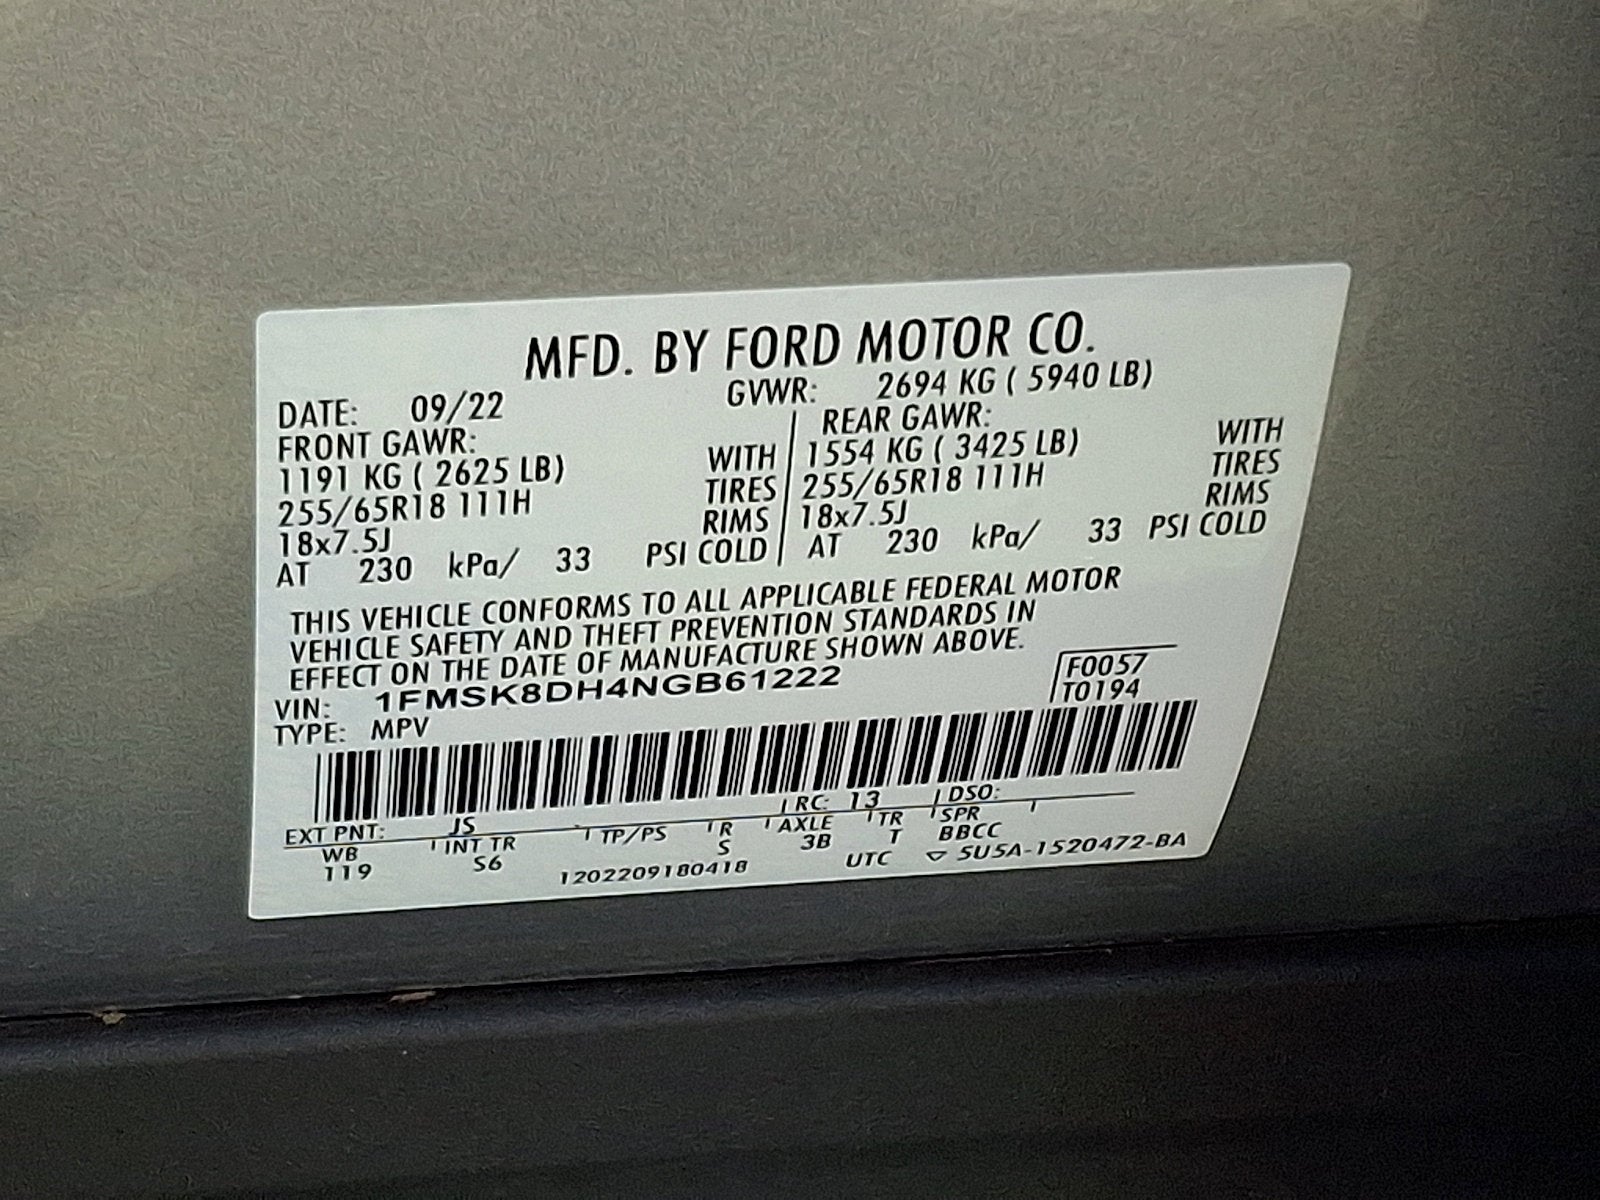 MFD. BY FORD MOTOR CO.
DATE: 09/22 GVWR: 2694 KG ( 5940 LB)
FRONT GAWR: REAR GAWR:
1191 KG ( 2625 LB) WITH 1554 KG ( 3425 LB) WITH
255/65R18 111H TIRES 255/65R18 111H TIRES
18x7.5J RIMS 18x7.5J RIMS
AT 230 kPa/ 33 PSI COLD AT 230 kPa/ 33 PSI COLD
THIS VEHICLE CONFORMS TO ALL APPLICABLE FEDERAL MOTOR
VEHICLE SAFETY AND THEFT PREVENTION STANDARDS IN
EFFECT ON THE DATE OF MANUFACTURE SHOWN ABOVE.
VIN: 1FMSK8DH4NGB61222 F0057
TYPE: MPV T0194
EXT PNT: JS RC: 13 DSO:
WB INT TR TP/PS R AXLE TR SPR
119 S6 S 3B T BBCC
1202209180418 UTC ▽ 5U5A-1520472-BA